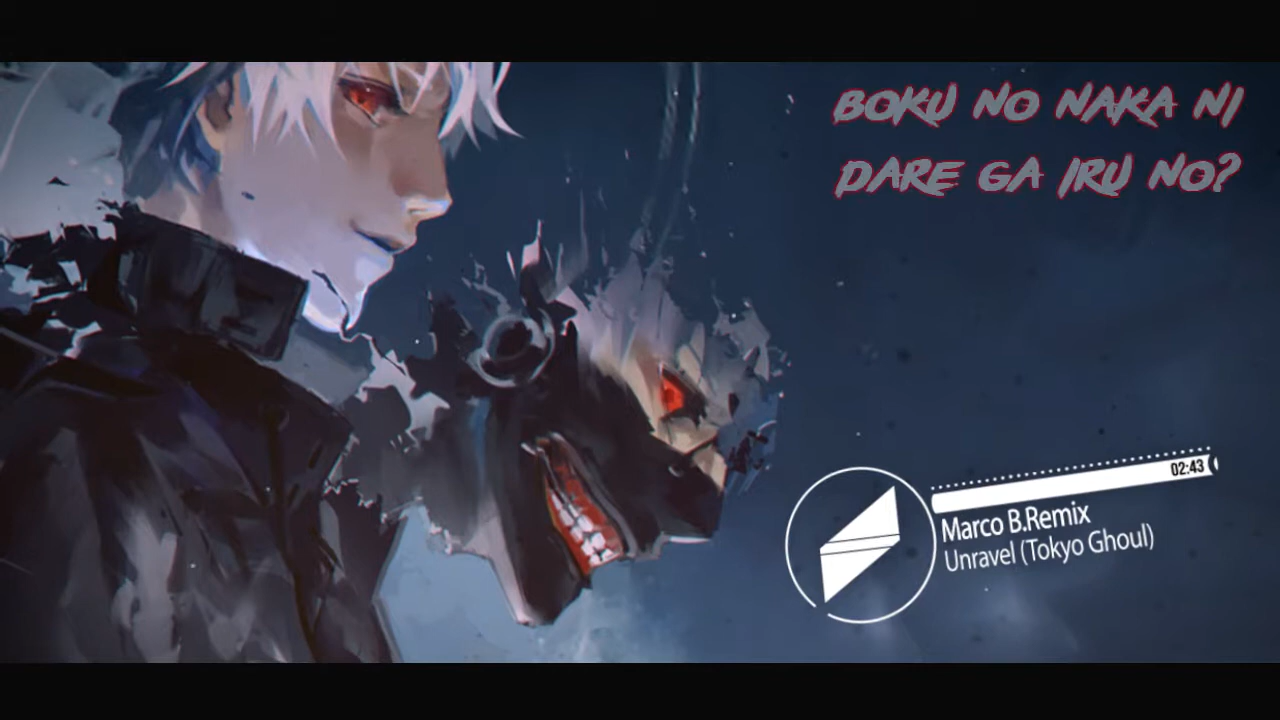 BOKU NO NAKA NI
DARE GA IRU NO?
02:43
Marco B.Remix
Unravel (Tokyo Ghoul)